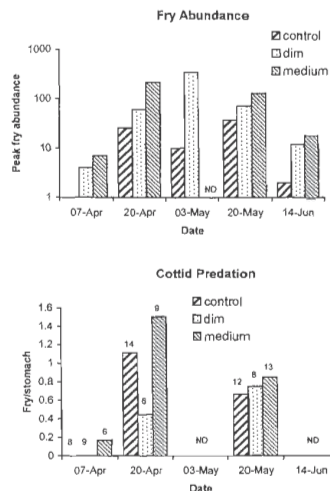 Fry Abundance
control
dim
medium
Peak fry abundance
1000
100
10
1
ND
07-Apr 20-Apr 03-May 20-May 14-Jun
Date
Cottid Predation
control
dim
medium
Fry/stomach
1.6
1.4
1.2
1
0.8
0.6
0.4
0.2
0
8 9 6
14 6 9
ND
12 8 13
ND
07-Apr 20-Apr 03-May 20-May 14-Jun
Date